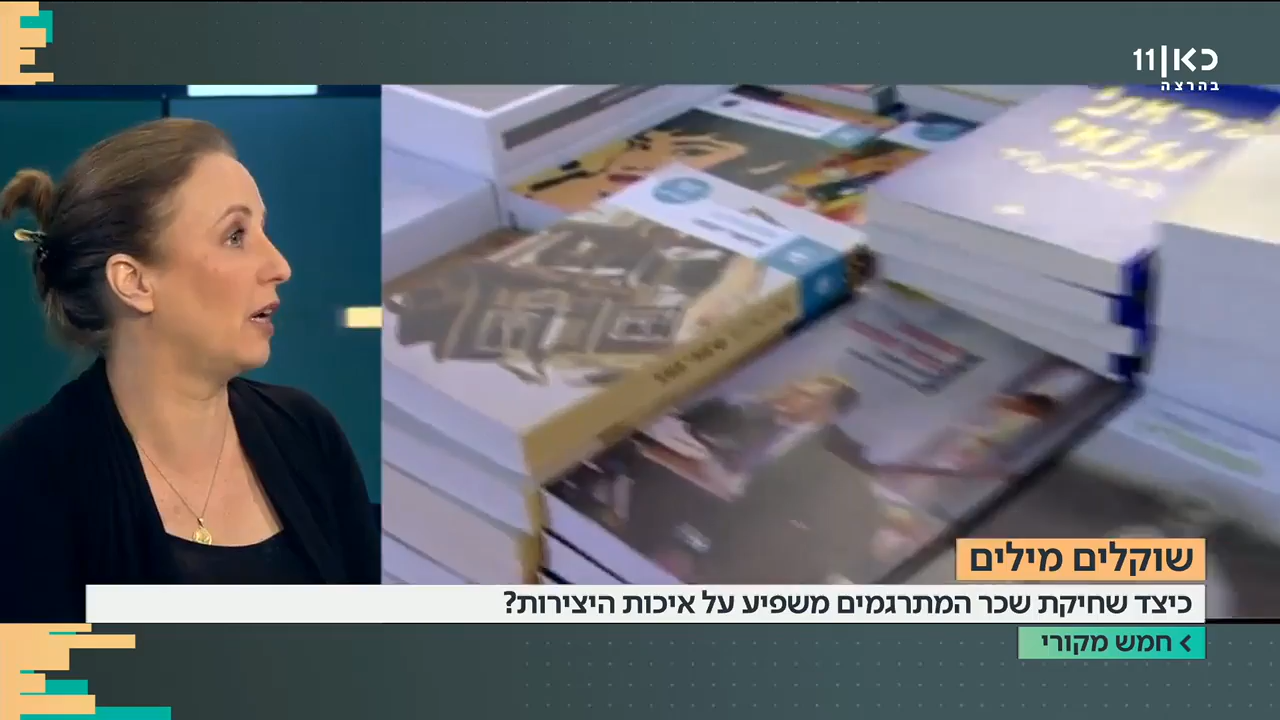 כאן 11
בהרצה
שוקלים מילים
כיצד שחיקת שכר המתרגמים משפיע על איכות היצירות?
חמש מקורי